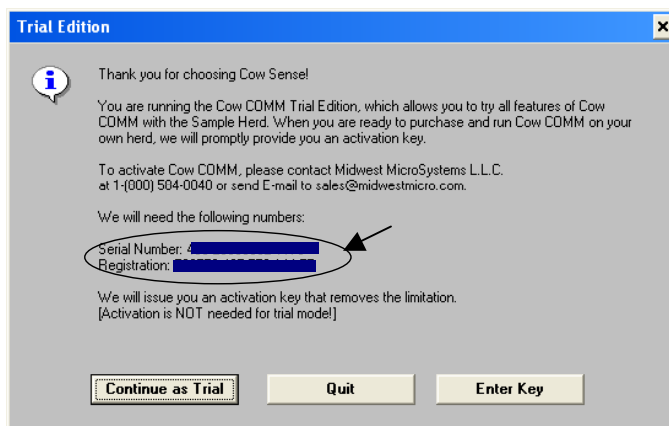 Trial Edition
Thank you for choosing Cow Sense!
You are running the Cow COMM Trial Edition, which allows you to try all features of Cow
COMM with the Sample Herd. When you are ready to purchase and run Cow COMM on your
own herd, we will promptly provide you an activation key.
To activate Cow COMM, please contact Midwest MicroSystems L.L.C.
at 1-(800) 584-0040 or send E-mail to sales@midwestmicro.com.
We will need the following numbers:
Serial Number: 4
Registration:
We will issue you an activation key that removes the limitation.
[Activation is NOT needed for trial mode!]
Continue as Trial
Quit
Enter Key